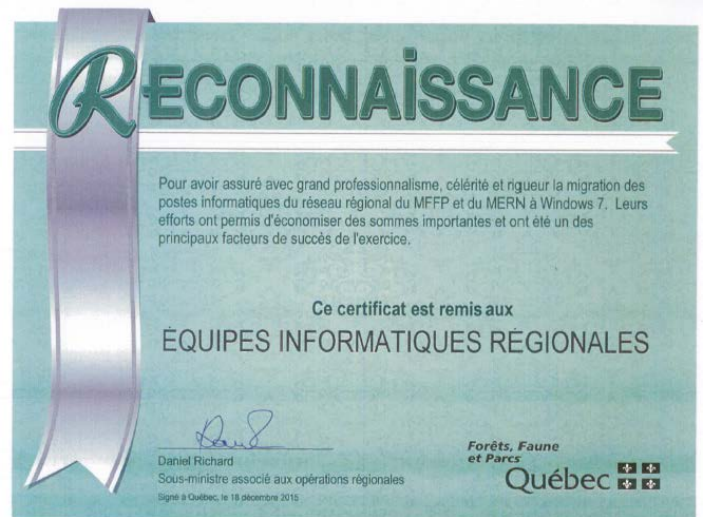 RECONNAiSSANCE
Pour avoir assuré avec grand professionnalisme, célérité et rigueur la migration des
postes informatiques du réseau régional du MFFP et du MERN à Windows 7. Leurs
efforts ont permis d'économiser des sommes importantes et ont été un des
principaux facteurs de succès de l'exercice.
Ce certificat est remis aux
ÉQUIPES INFORMATIQUES RÉGIONALES
Daniel Richard
Sous-ministre associé aux opérations régionales
Signé à Québec, le 18 décembre 2015
Forêts, Faune
et Parcs
Québec